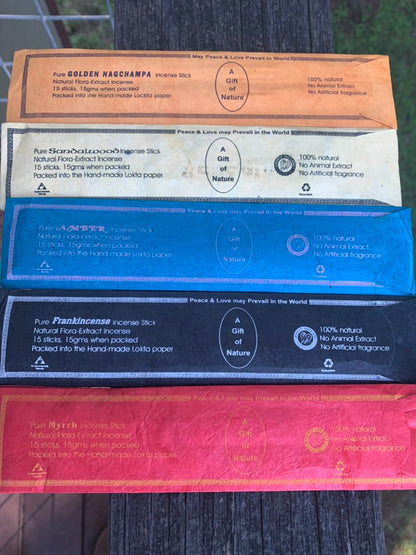 May Peace & Love Prevail in World
Pure GOLDEN NAGCHAMPA Incense Stick
Natural Flora-Extract Incense
15 sticks, 15gms when packed
Packed into the Hand-made Lockta paper
A
Gift
of
Nature
100% natural
No Animal Extract
No Artificial fragrance
Peace & Love may Prevail in the World
Pure Sandalwood Incense Stick
Natural Flora-Extract Incense
15 sticks, 15gms when packed
Packed into the Hand-made Lokta paper
A
Gift
of
Nature
100% natural
No Animal Extract
No Artificial fragrance
Peace & Love may Prevail in the World
Pure AMBER Incense Stick
Natural Flora-Extract Incense
15 sticks, 15gms when packed
Packed into the Hand-made Lokta paper
A
Gift
of
Nature
100% natural
No Animal Extract
No Artificial fragrance
Peace & Love may Prevail in the World
Pure Frankincense Incense Stick
Natural Flora-Extract Incense
15 sticks, 15gms when packed
Packed into the Hand-made Lokta paper
A
Gift
of
Nature
100% natural
No Animal Extract
No Artificial fragrance
Peace & Love may Prevail in the World
Pure Myrrh Incense Stick
Natural Flora-Extract Incense
15 sticks, 15gms when packed
Packed into the Hand-made Lokta paper
A
Gift
of
Nature
100% natural
Animal Extract
No Artificial fragrance